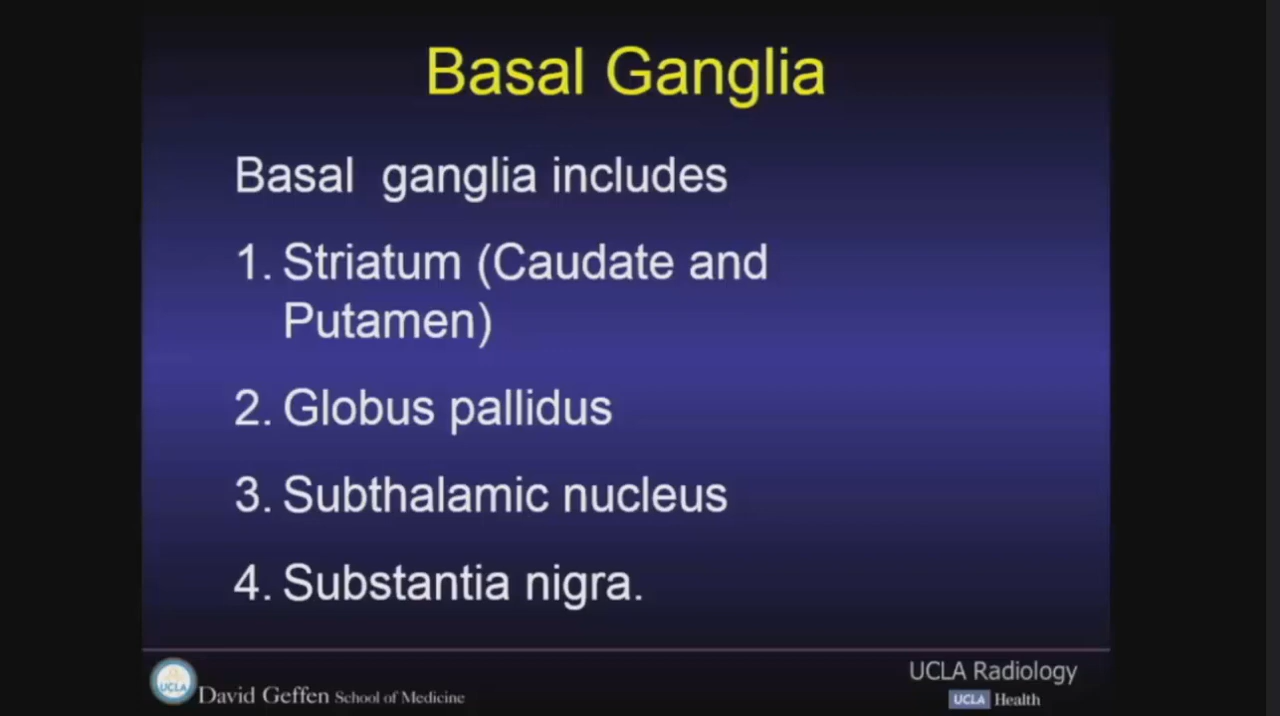 Basal Ganglia
Basal ganglia includes
1. Striatum (Caudate and
Putamen)
2. Globus pallidus
3. Subthalamic nucleus
4. Substantia nigra.
UCLA
David Geffen School of Medicine
UCLA Radiology
UCLA Health